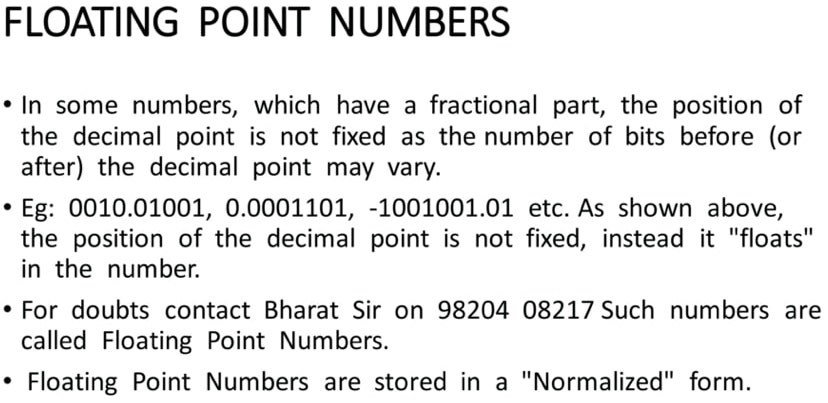 FLOATING POINT NUMBERS
• In some numbers, which have a fractional part, the position of
the decimal point is not fixed as the number of bits before (or
after) the decimal point may vary.
• Eg: 0010.01001, 0.0001101, -1001001.01 etc. As shown above,
the position of the decimal point is not fixed, instead it "floats"
in the number.
• For doubts contact Bharat Sir on 98204 08217 Such numbers are
called Floating Point Numbers.
• Floating Point Numbers are stored in a "Normalized" form.